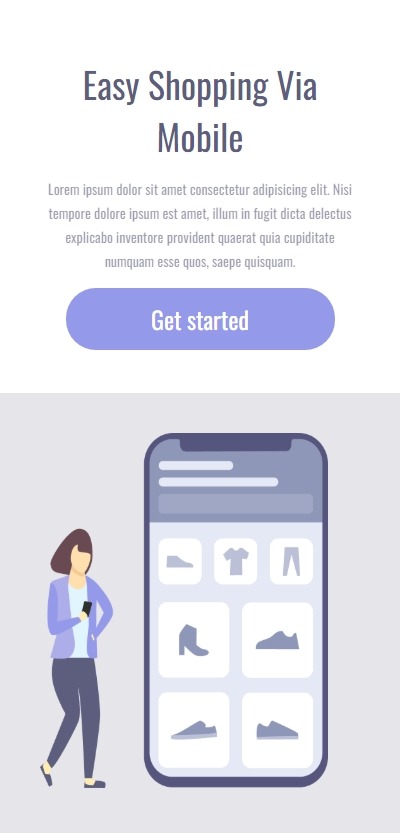 Easy Shopping Via
Mobile
Lorem ipsum dolor sit amet consectetur adipisicing elit. Nisi
tempore dolore ipsum est amet, illum in fugit dicta delectus
explicabo inventore provident quaerat quia cupiditate
numquam esse quos, saepe quisquam.
Get started